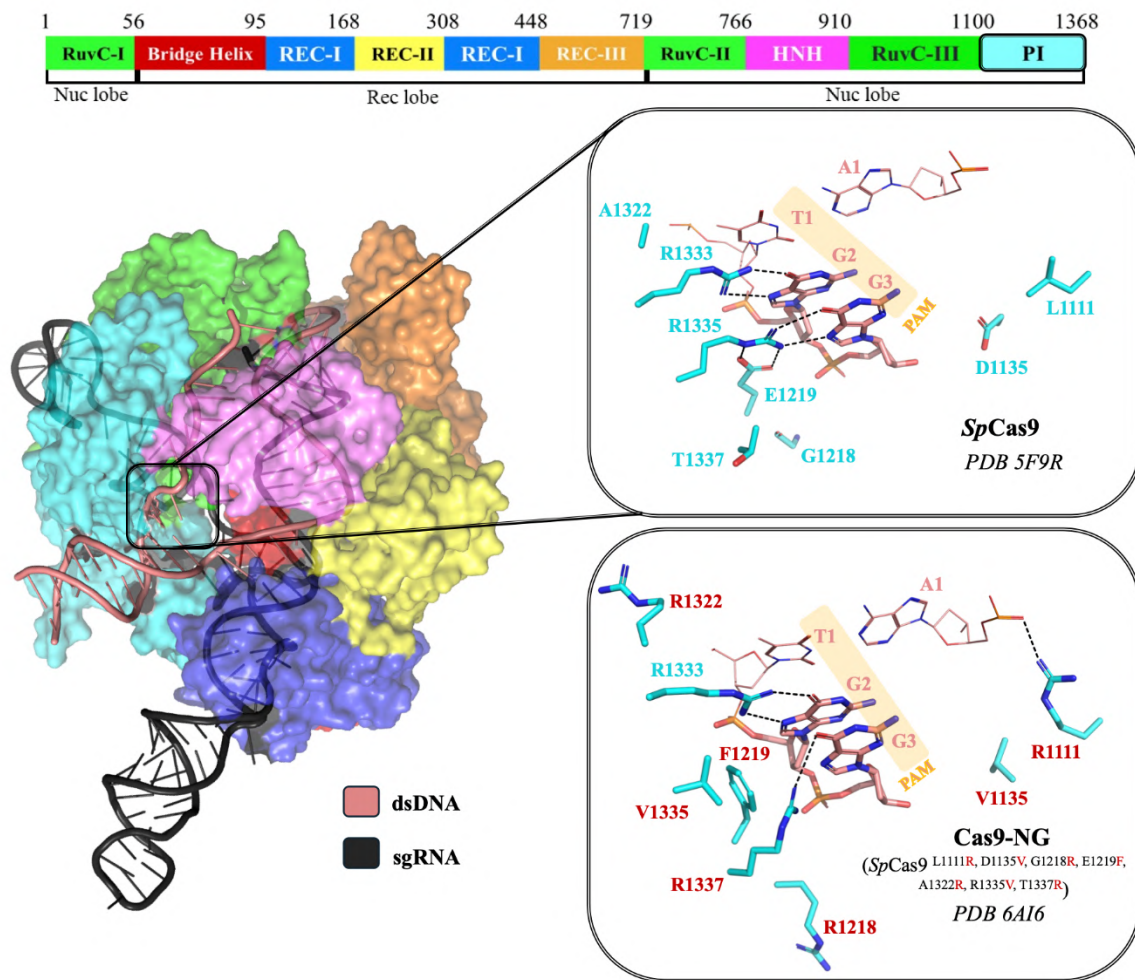 1 56 95 168 308 448 719 766 910 1100 1368
RuvC-I Bridge Helix REC-I REC-II REC-I REC-III RuvC-II HNH RuvC-III PI
Nuc lobe Rec lobe Nuc lobe
A1
T1
A1322
R1333
G2
G3
PAM
R1335
L1111
D1135
E1219
SpCas9
T1337
G1218
PDB 5F9R
A1
R1322
T1
R1333
G2
F1219
G3
PAM
R1111
V1335
V1135
Cas9-NG
(SpCas9 L1111R, D1135V, G1218R, E1219F,
A1322R, R1335V, T1337R)
R1337
PDB 6AI6
R1218
dsDNA
sgRNA